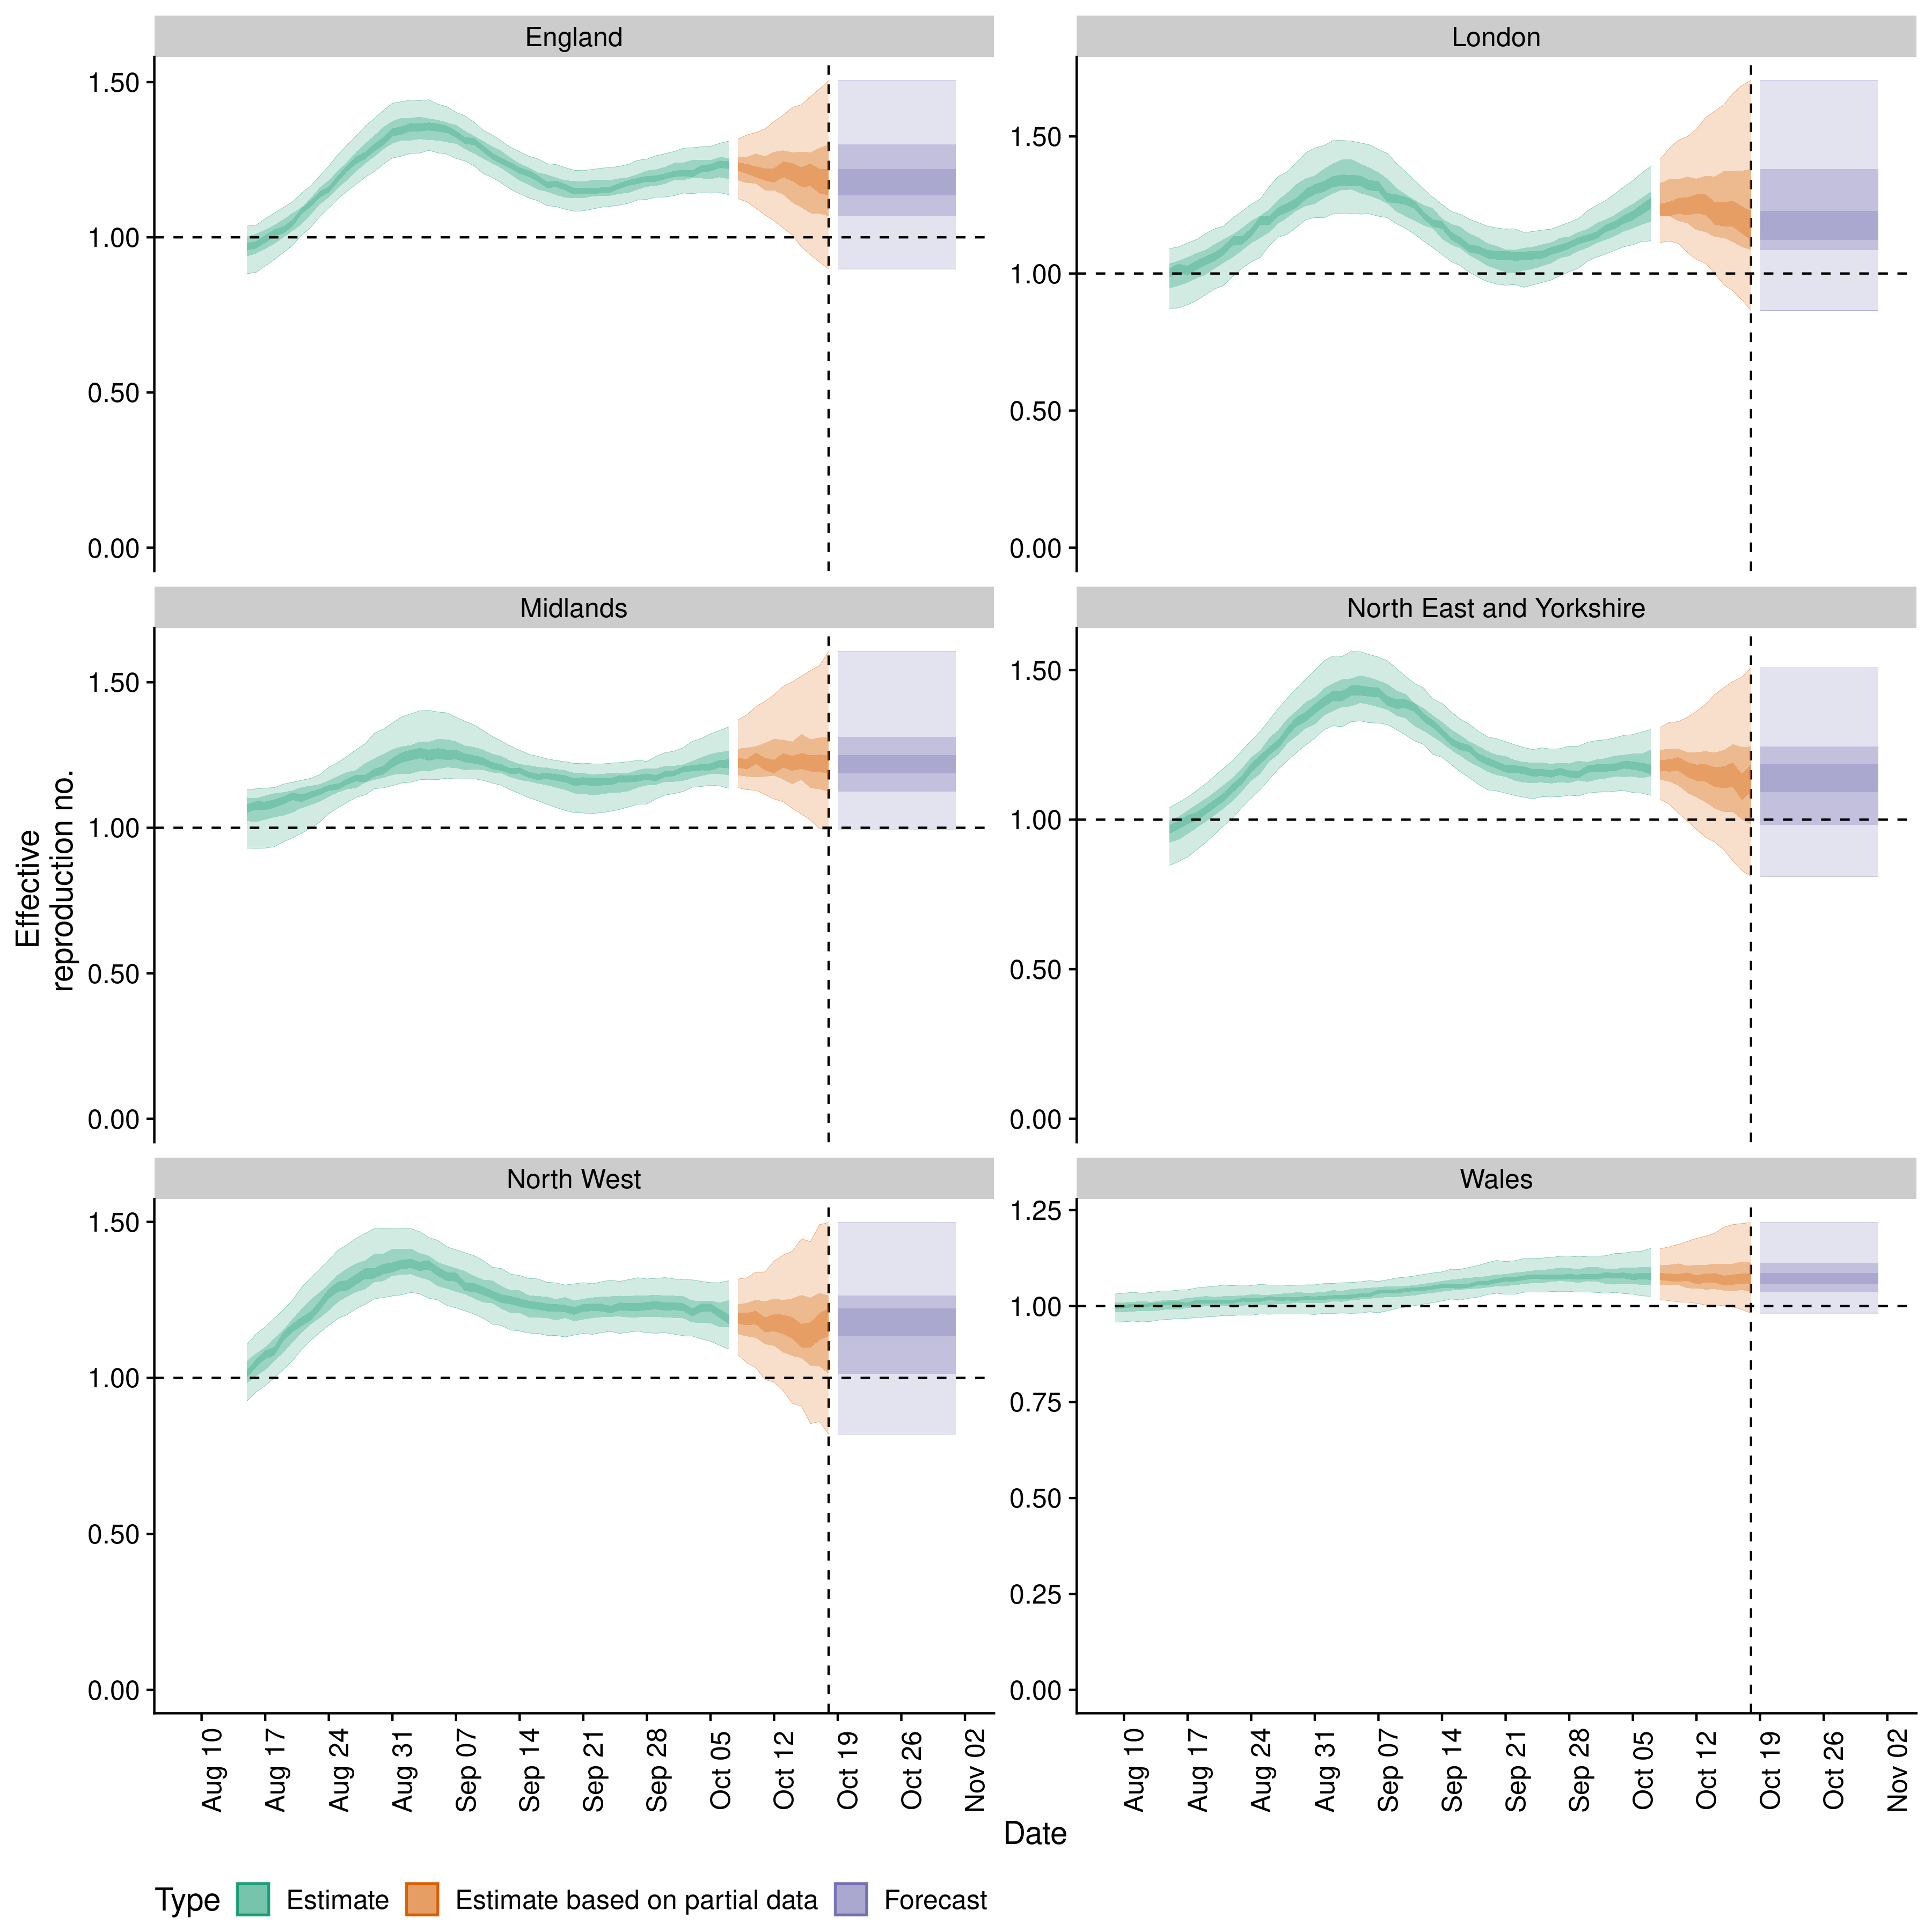 England
London
1.50
1.00
0.50
0.00
1.50
1.00
0.50
0.00
Midlands
North East and Yorkshire
Effective
reproduction no.
1.50
1.00
0.50
0.00
1.50
1.00
0.50
0.00
North West
Wales
1.50
1.00
0.50
0.00
1.25
1.00
0.75
0.50
0.25
0.00
Aug 10
Aug 17
Aug 24
Aug 31
Sep 07
Sep 14
Sep 21
Sep 28
Oct 05
Oct 12
Oct 19
Oct 26
Nov 02
Aug 10
Aug 17
Aug 24
Aug 31
Sep 07
Sep 14
Sep 21
Sep 28
Oct 05
Oct 12
Oct 19
Oct 26
Nov 02
Date
Type Estimate Estimate based on partial data Forecast